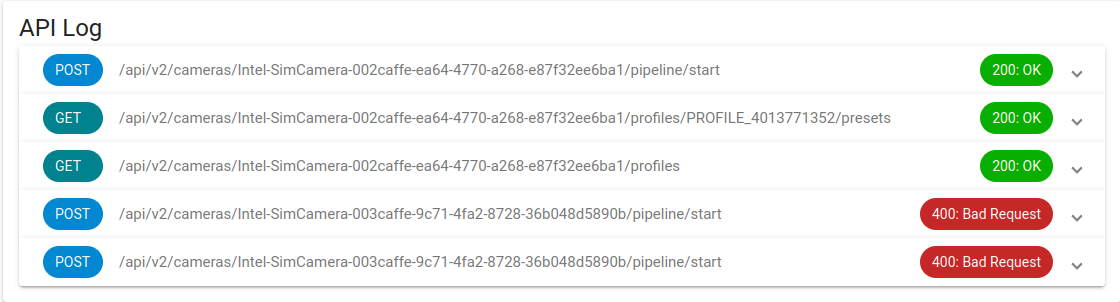 API Log
POST /api/v2/cameras/Intel-SimCamera-002caffe-ea64-4770-a268-e87f32ee6ba1/pipeline/start 200: OK
GET /api/v2/cameras/Intel-SimCamera-002caffe-ea64-4770-a268-e87f32ee6ba1/profiles/PROFILE_4013771352/presets 200: OK
GET /api/v2/cameras/Intel-SimCamera-002caffe-ea64-4770-a268-e87f32ee6ba1/profiles 200: OK
POST /api/v2/cameras/Intel-SimCamera-003caffe-9c71-4fa2-8728-36b048d5890b/pipeline/start 400: Bad Request
POST /api/v2/cameras/Intel-SimCamera-003caffe-9c71-4fa2-8728-36b048d5890b/pipeline/start 400: Bad Request